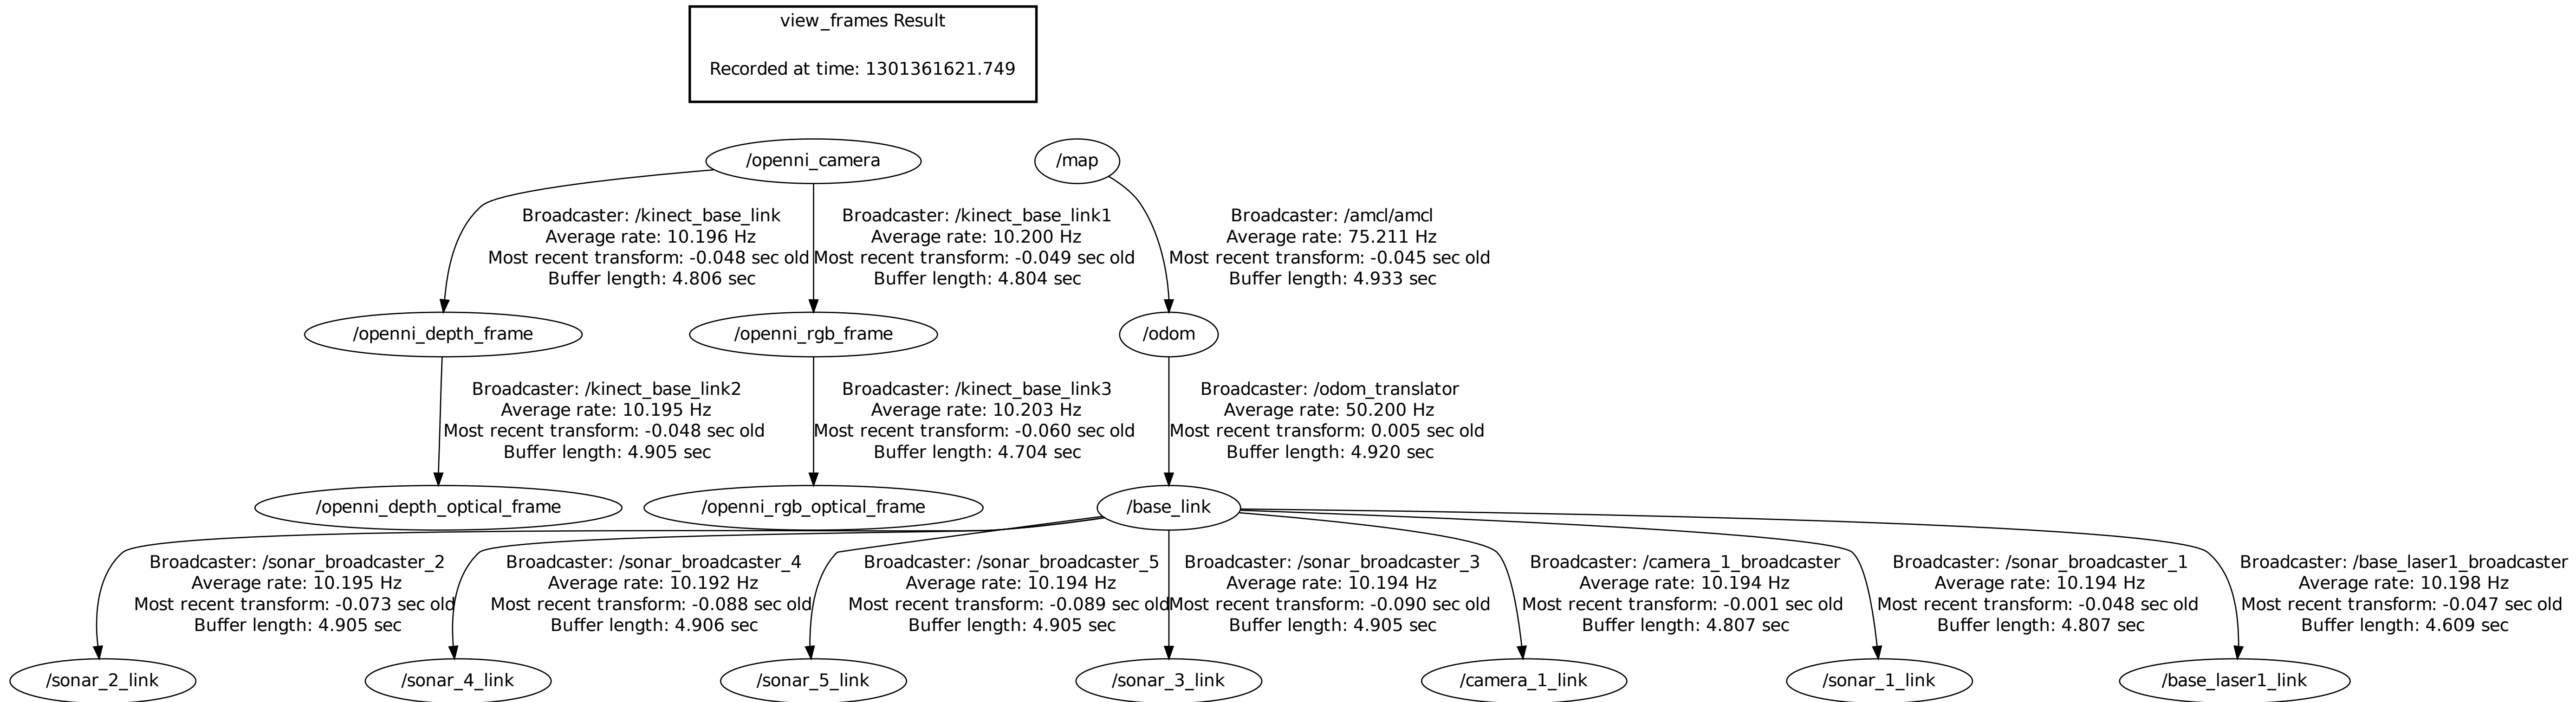 view_frames Result
Recorded at time: 1301361621.749
/openni_camera
/map
Broadcaster: /kinect_base_link
Average rate: 10.196 Hz
Most recent transform: -0.048 sec old
Buffer length: 4.806 sec
Broadcaster: /kinect_base_link1
Average rate: 10.200 Hz
Most recent transform: -0.049 sec old
Buffer length: 4.804 sec
Broadcaster: /amcl/amcl
Average rate: 75.211 Hz
Most recent transform: -0.045 sec old
Buffer length: 4.933 sec
/openni_depth_frame
/openni_rgb_frame
/odom
Broadcaster: /kinect_base_link2
Average rate: 10.195 Hz
Most recent transform: -0.048 sec old
Buffer length: 4.905 sec
Broadcaster: /kinect_base_link3
Average rate: 10.203 Hz
Most recent transform: -0.060 sec old
Buffer length: 4.704 sec
Broadcaster: /odom_translator
Average rate: 50.200 Hz
Most recent transform: 0.005 sec old
Buffer length: 4.920 sec
/openni_depth_optical_frame
/openni_rgb_optical_frame
/base_link
Broadcaster: /sonar_broadcaster_2
Average rate: 10.195 Hz
Most recent transform: -0.073 sec old
Buffer length: 4.905 sec
Broadcaster: /sonar_broadcaster_4
Average rate: 10.192 Hz
Most recent transform: -0.088 sec old
Buffer length: 4.906 sec
Broadcaster: /sonar_broadcaster_5
Average rate: 10.194 Hz
Most recent transform: -0.089 sec old
Buffer length: 4.905 sec
Broadcaster: /sonar_broadcaster_3
Average rate: 10.194 Hz
Most recent transform: -0.090 sec old
Buffer length: 4.905 sec
Broadcaster: /camera_1_broadcaster
Average rate: 10.194 Hz
Most recent transform: -0.001 sec old
Buffer length: 4.807 sec
Broadcaster: /sonar_broadcaster_1
Average rate: 10.194 Hz
Most recent transform: -0.048 sec old
Buffer length: 4.807 sec
Broadcaster: /base_laser1_broadcaster
Average rate: 10.198 Hz
Most recent transform: -0.047 sec old
Buffer length: 4.609 sec
/sonar_2_link
/sonar_4_link
/sonar_5_link
/sonar_3_link
/camera_1_link
/sonar_1_link
/base_laser1_link